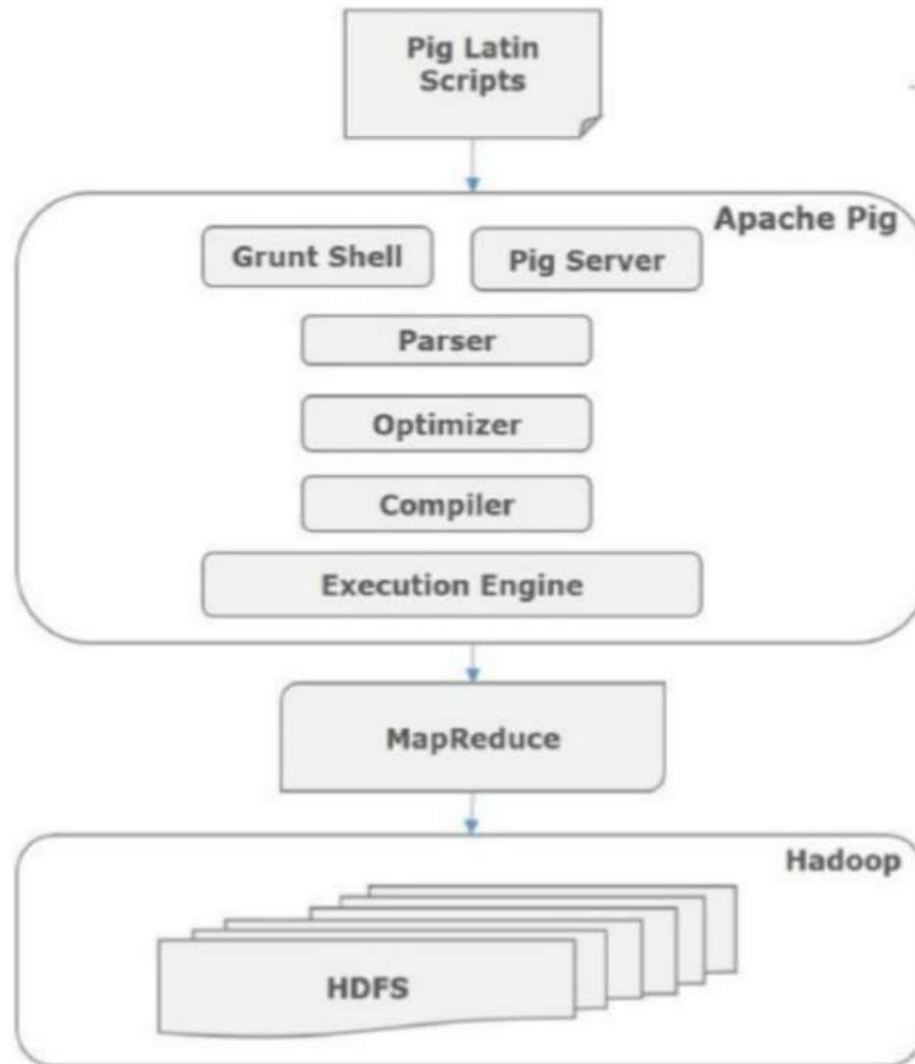 Pig Latin
Scripts
Apache Pig
Grunt Shell
Pig Server
Parser
Optimizer
Compiler
Execution Engine
MapReduce
Hadoop
HDFS